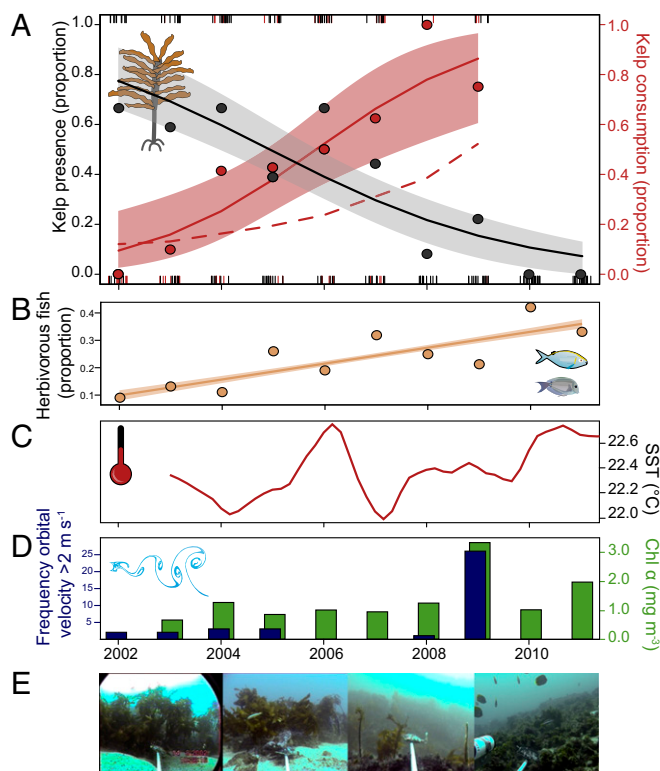 A
Kelp presence (proportion)
1.0
0.8
0.6
0.4
0.2
0.0
1.0
0.8
0.6
0.4
0.2
0.0
Kelp consumption (proportion)
B
Herbivorous fish
(proportion)
0.4
0.3
0.2
0.1
C
22.6
22.4
22.2
22.0
SST (°C)
D
Frequency orbital
velocity >2 m s-1
25
20
15
10
5
3.0
2.0
1.0
0.0
Chl α (mg m-3)
2002
2004
2006
2008
2010
E